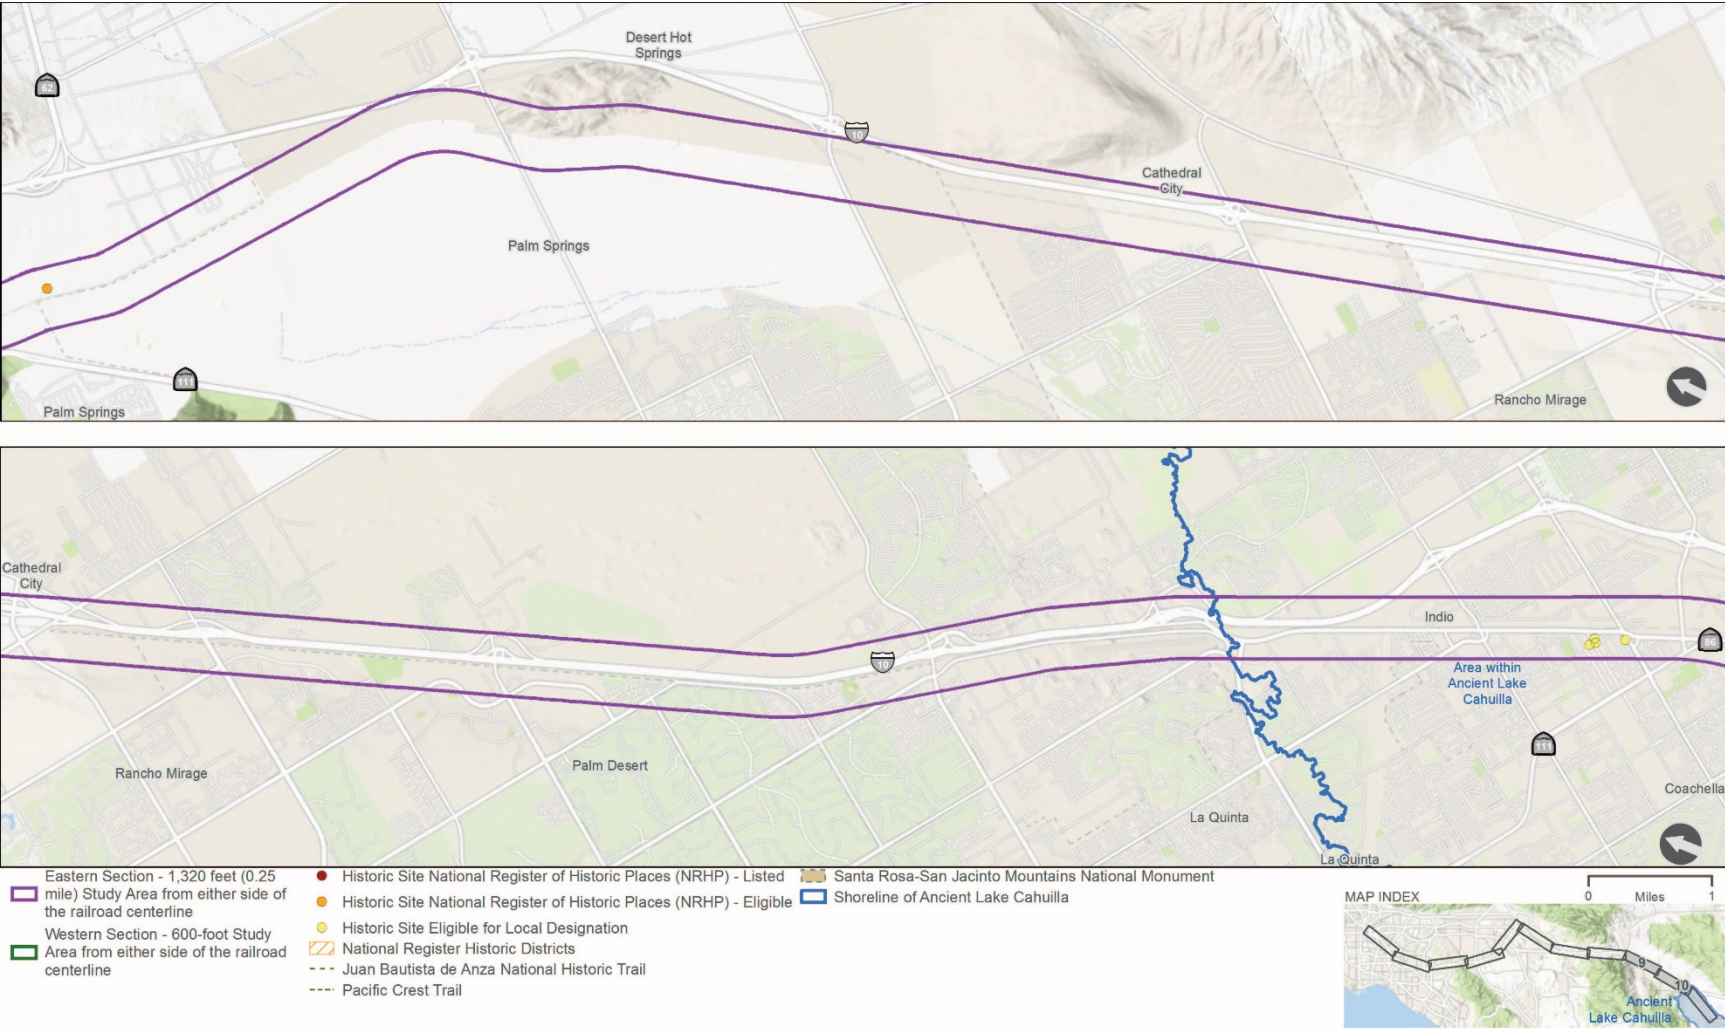 Desert Hot
Springs
62
10
Cathedral
City
Palm Springs
111
Palm Springs
Rancho Mirage
Cathedral
City
Indio
86
10
Area within
Ancient Lake
Cahuilla
111
Rancho Mirage
Palm Desert
Coachella
La Quinta
La Quinta
Eastern Section - 1,320 feet (0.25
mile) Study Area from either side of
the railroad centerline
Western Section - 600-foot Study
Area from either side of the railroad
centerline
Historic Site National Register of Historic Places (NRHP) - Listed
Historic Site National Register of Historic Places (NRHP) - Eligible
Historic Site Eligible for Local Designation
National Register Historic Districts
Juan Bautista de Anza National Historic Trail
Pacific Crest Trail
Santa Rosa-San Jacinto Mountains National Monument
Shoreline of Ancient Lake Cahuilla
0 Miles 1
MAP INDEX
9
10
Ancient
Lake Cahuilla